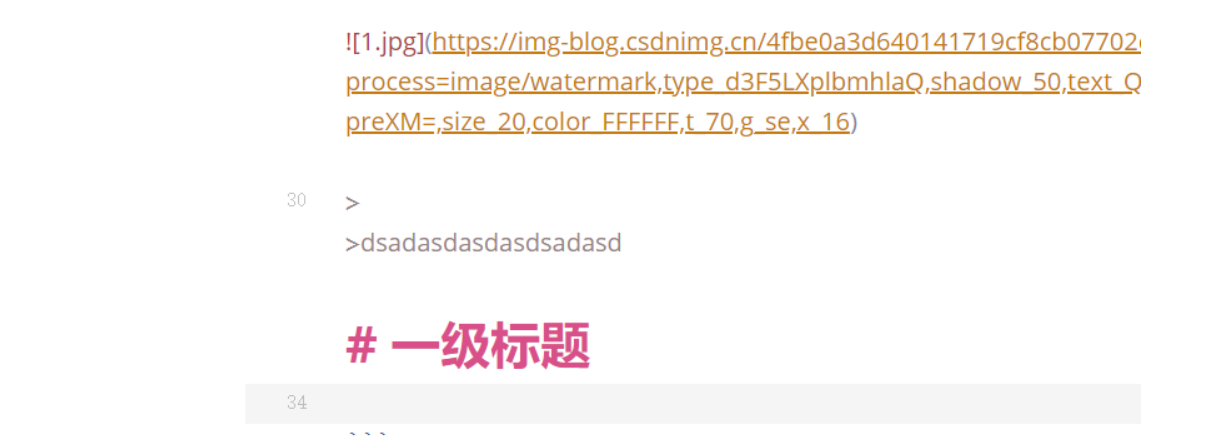 ![1.jpg](https://img-blog.csdnimg.cn/4fbe0a3d640141719cf8cb07702
process=image/watermark,type_d3F5LXplbmhlaQ,shadow_50,text_Q
preXM=,size_20,color_FFFFFF,t_70,g_se,x_16)
30 >
>dsadasdasdasdsadasd
# 一级标题
34
```